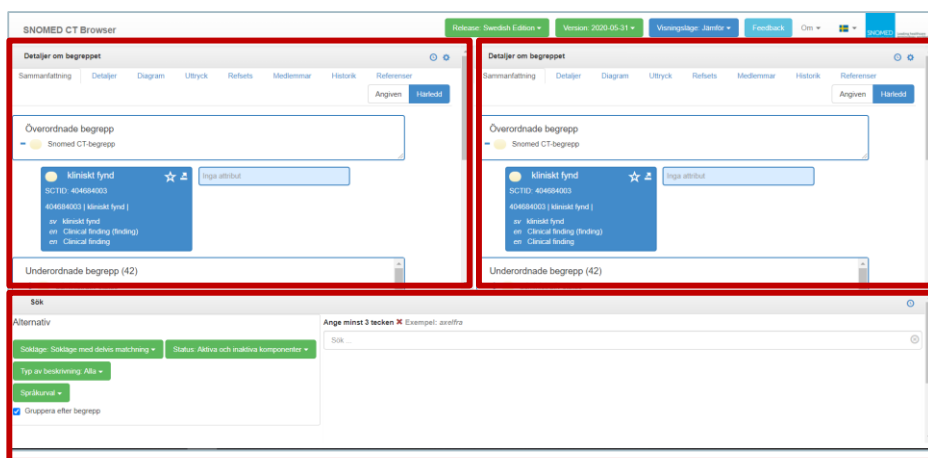 SNOMED CT Browser
Release: Swedish Edition
Version: 2020-05-31
Visningsläge: Jämför
Feedback
Om
SNOMED
Detaljer om begreppet
Sammanfattning Detaljer Diagram Uttryck Refsets Medlemmar Historik Referenser
Angiven Härledd
Överordnade begrepp
Snomed CT-begrepp
kliniskt fynd
SCTID: 404684003
404684003 | kliniskt fynd |
sv kliniskt fynd
en Clinical finding (finding)
en Clinical finding
Inga attribut
Underordnade begrepp (42)
Detaljer om begreppet
Sammanfattning Detaljer Diagram Uttryck Refsets Medlemmar Historik Referenser
Angiven Härledd
Överordnade begrepp
Snomed CT-begrepp
kliniskt fynd
SCTID: 404684003
404684003 | kliniskt fynd |
sv kliniskt fynd
en Clinical finding (finding)
en Clinical finding
Inga attribut
Underordnade begrepp (42)
Sök
Alternativ
Sökläge: Sökläge med delvis matchning
Status: Aktiva och inaktiva komponenter
Typ av beskrivning: Alla
Språkurval
Gruppera efter begrepp
Ange minst 3 tecken Exempel: axelfra
Sök ...